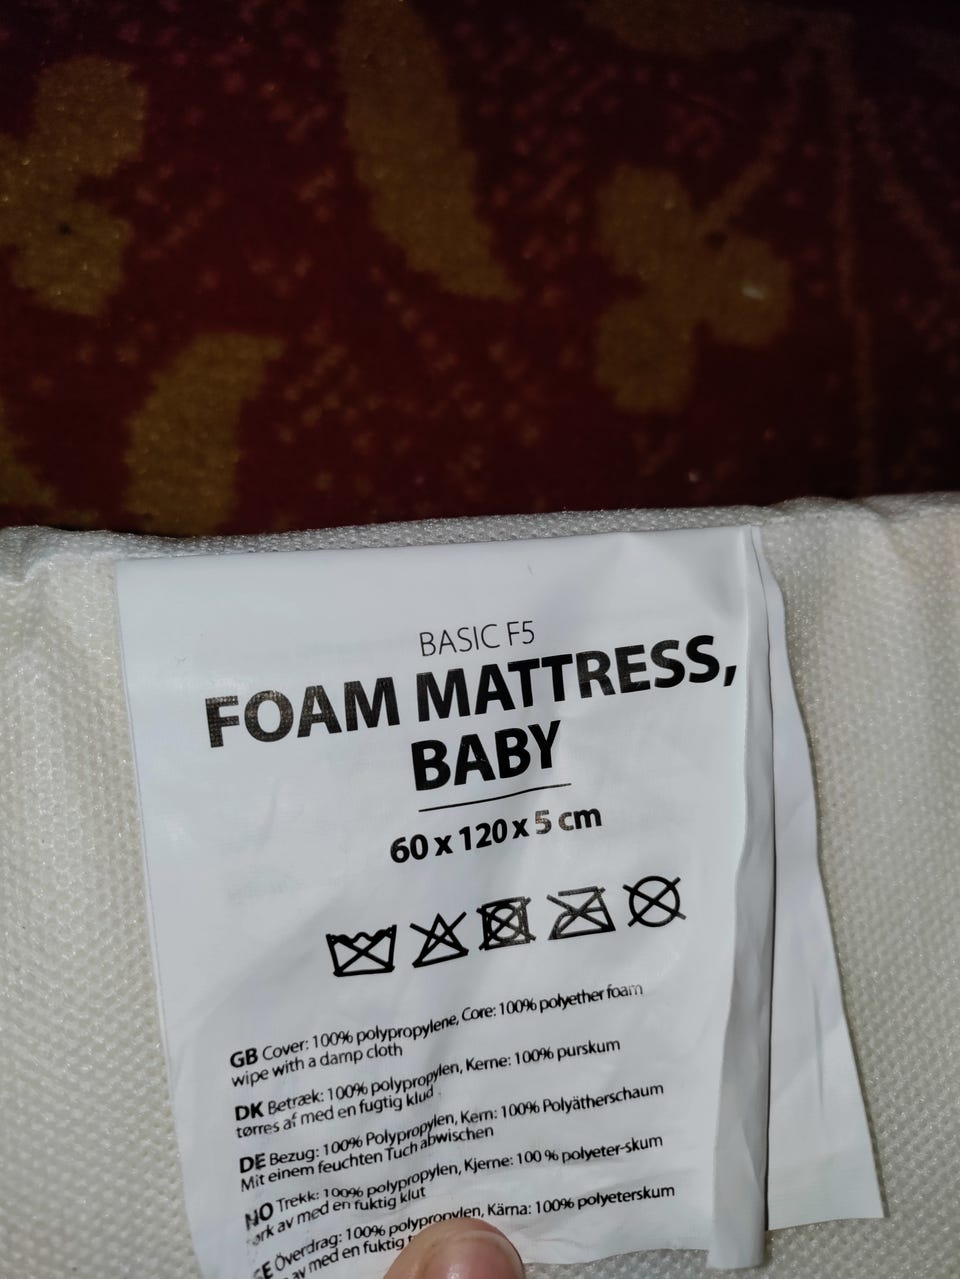 BASIC F5
FOAM MATTRESS,
BABY
60 x 120 x 5 cm
GB Cover: 100% polypropylene, Core: 100% polyether foam
wipe with a damp cloth
DK Betræk: 100% polypropylen, Kerne: 100% purskum
tørres af med en fugtig klud
DE Bezug: 100% Polypropylen, Kern: 100% Polyätherschaum
Mit einem feuchten Tuch abwischen
NO Trekk: 100% polypropylen, Kjerne: 100 % polyeter-skum
av med en fuktig klut
SE Överdrag: 100% polypropylen, Kärna: 100% polyeterskum
av med en fuktig